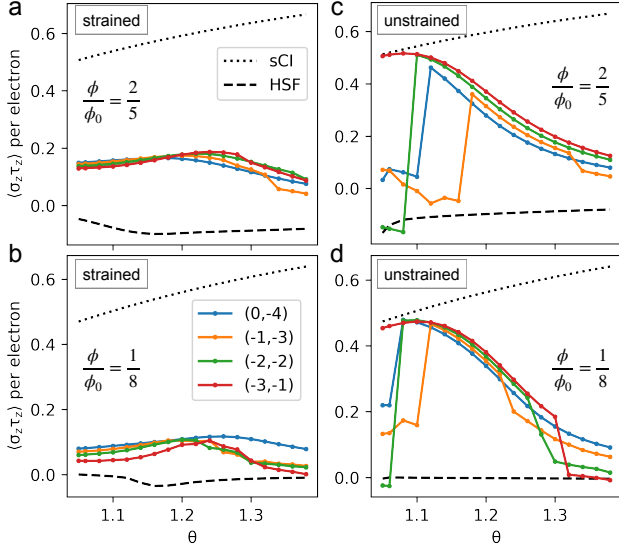 a
strained
0.6
0.4
0.2
0.0
⟨σzτz⟩ per electron
ϕ/ϕ0 = 2/5
sCI
HSF
c
unstrained
0.6
0.4
0.2
0.0
ϕ/ϕ0 = 2/5
b
strained
0.6
0.4
0.2
0.0
⟨σzτz⟩ per electron
ϕ/ϕ0 = 1/8
(0,-4)
(-1,-3)
(-2,-2)
(-3,-1)
1.1
1.2
1.3
θ
d
unstrained
0.6
0.4
0.2
0.0
ϕ/ϕ0 = 1/8
1.1
1.2
1.3
θ